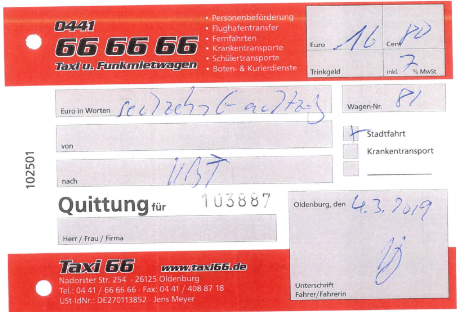 0441
66 66 66
Taxi u. Funkmietwagen
• Personenbeförderung
• Flughafentransfer
• Fernfahrten
• Krankentransporte
• Schülertransporte
• Boten- & Kurierdienste
Euro 16 Cent 80
Trinkgeld inkl. 7 % MwSt.
Euro in Worten sechzehn & achtzig
Wagen-Nr. 81
von
Stadtfahrt
Krankentransport
nach
102501
Quittung für 103887
Herr / Frau / Firma
Oldenburg, den 4.3.2019
Unterschrift
Fahrer/Fahrerin
Taxi 66 www.taxi66.de
Nadorster Str. 254 - 26125 Oldenburg
Tel.: 04 41 / 66 66 66 · Fax: 04 41 / 408 87 18
USt-IdNr.: DE270113852 · Jens Meyer